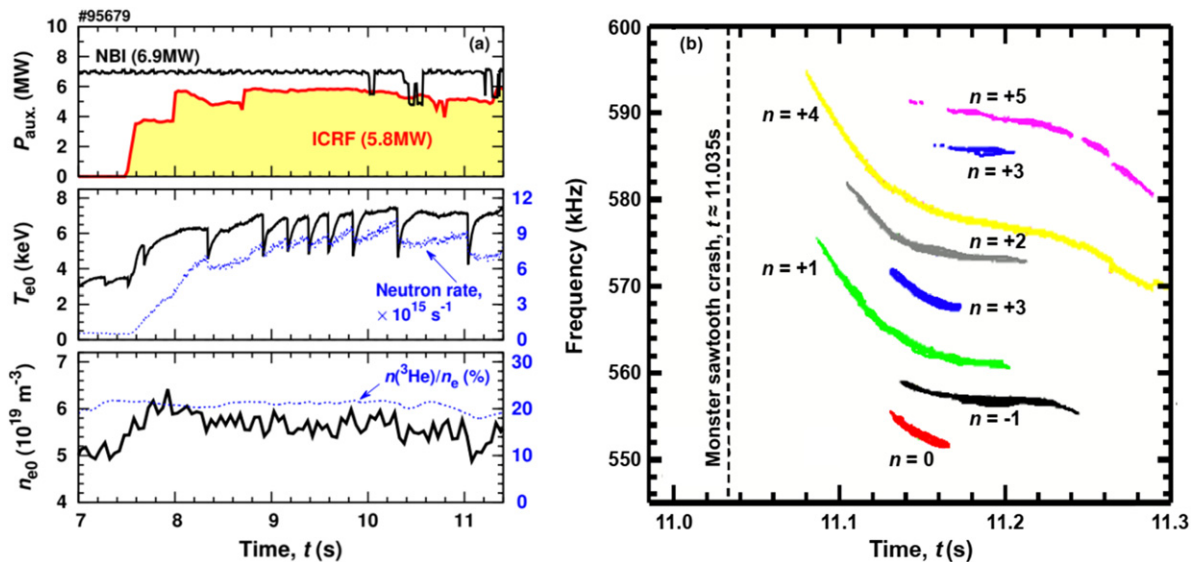 #95679
10
8
6
4
2
0
P_aux. (MW)
NBI (6.9MW)
(a)
ICRF (5.8MW)
8
6
4
2
0
T_e0 (keV)
12
9
6
3
0
Neutron rate,
× 10¹⁵ s⁻¹
7
6
5
4
n_e0 (10¹⁹ m⁻³)
30
20
10
0
n(³He)/n_e (%)
7 8 9 10 11
Time, t (s)
600
590
580
570
560
550
Frequency (kHz)
(b)
Monster sawtooth crash, t ≈ 11.035s
n = +4
n = +5
n = +3
n = +2
n = +1
n = +3
n = -1
n = 0
11.0 11.1 11.2 11.3
Time, t (s)